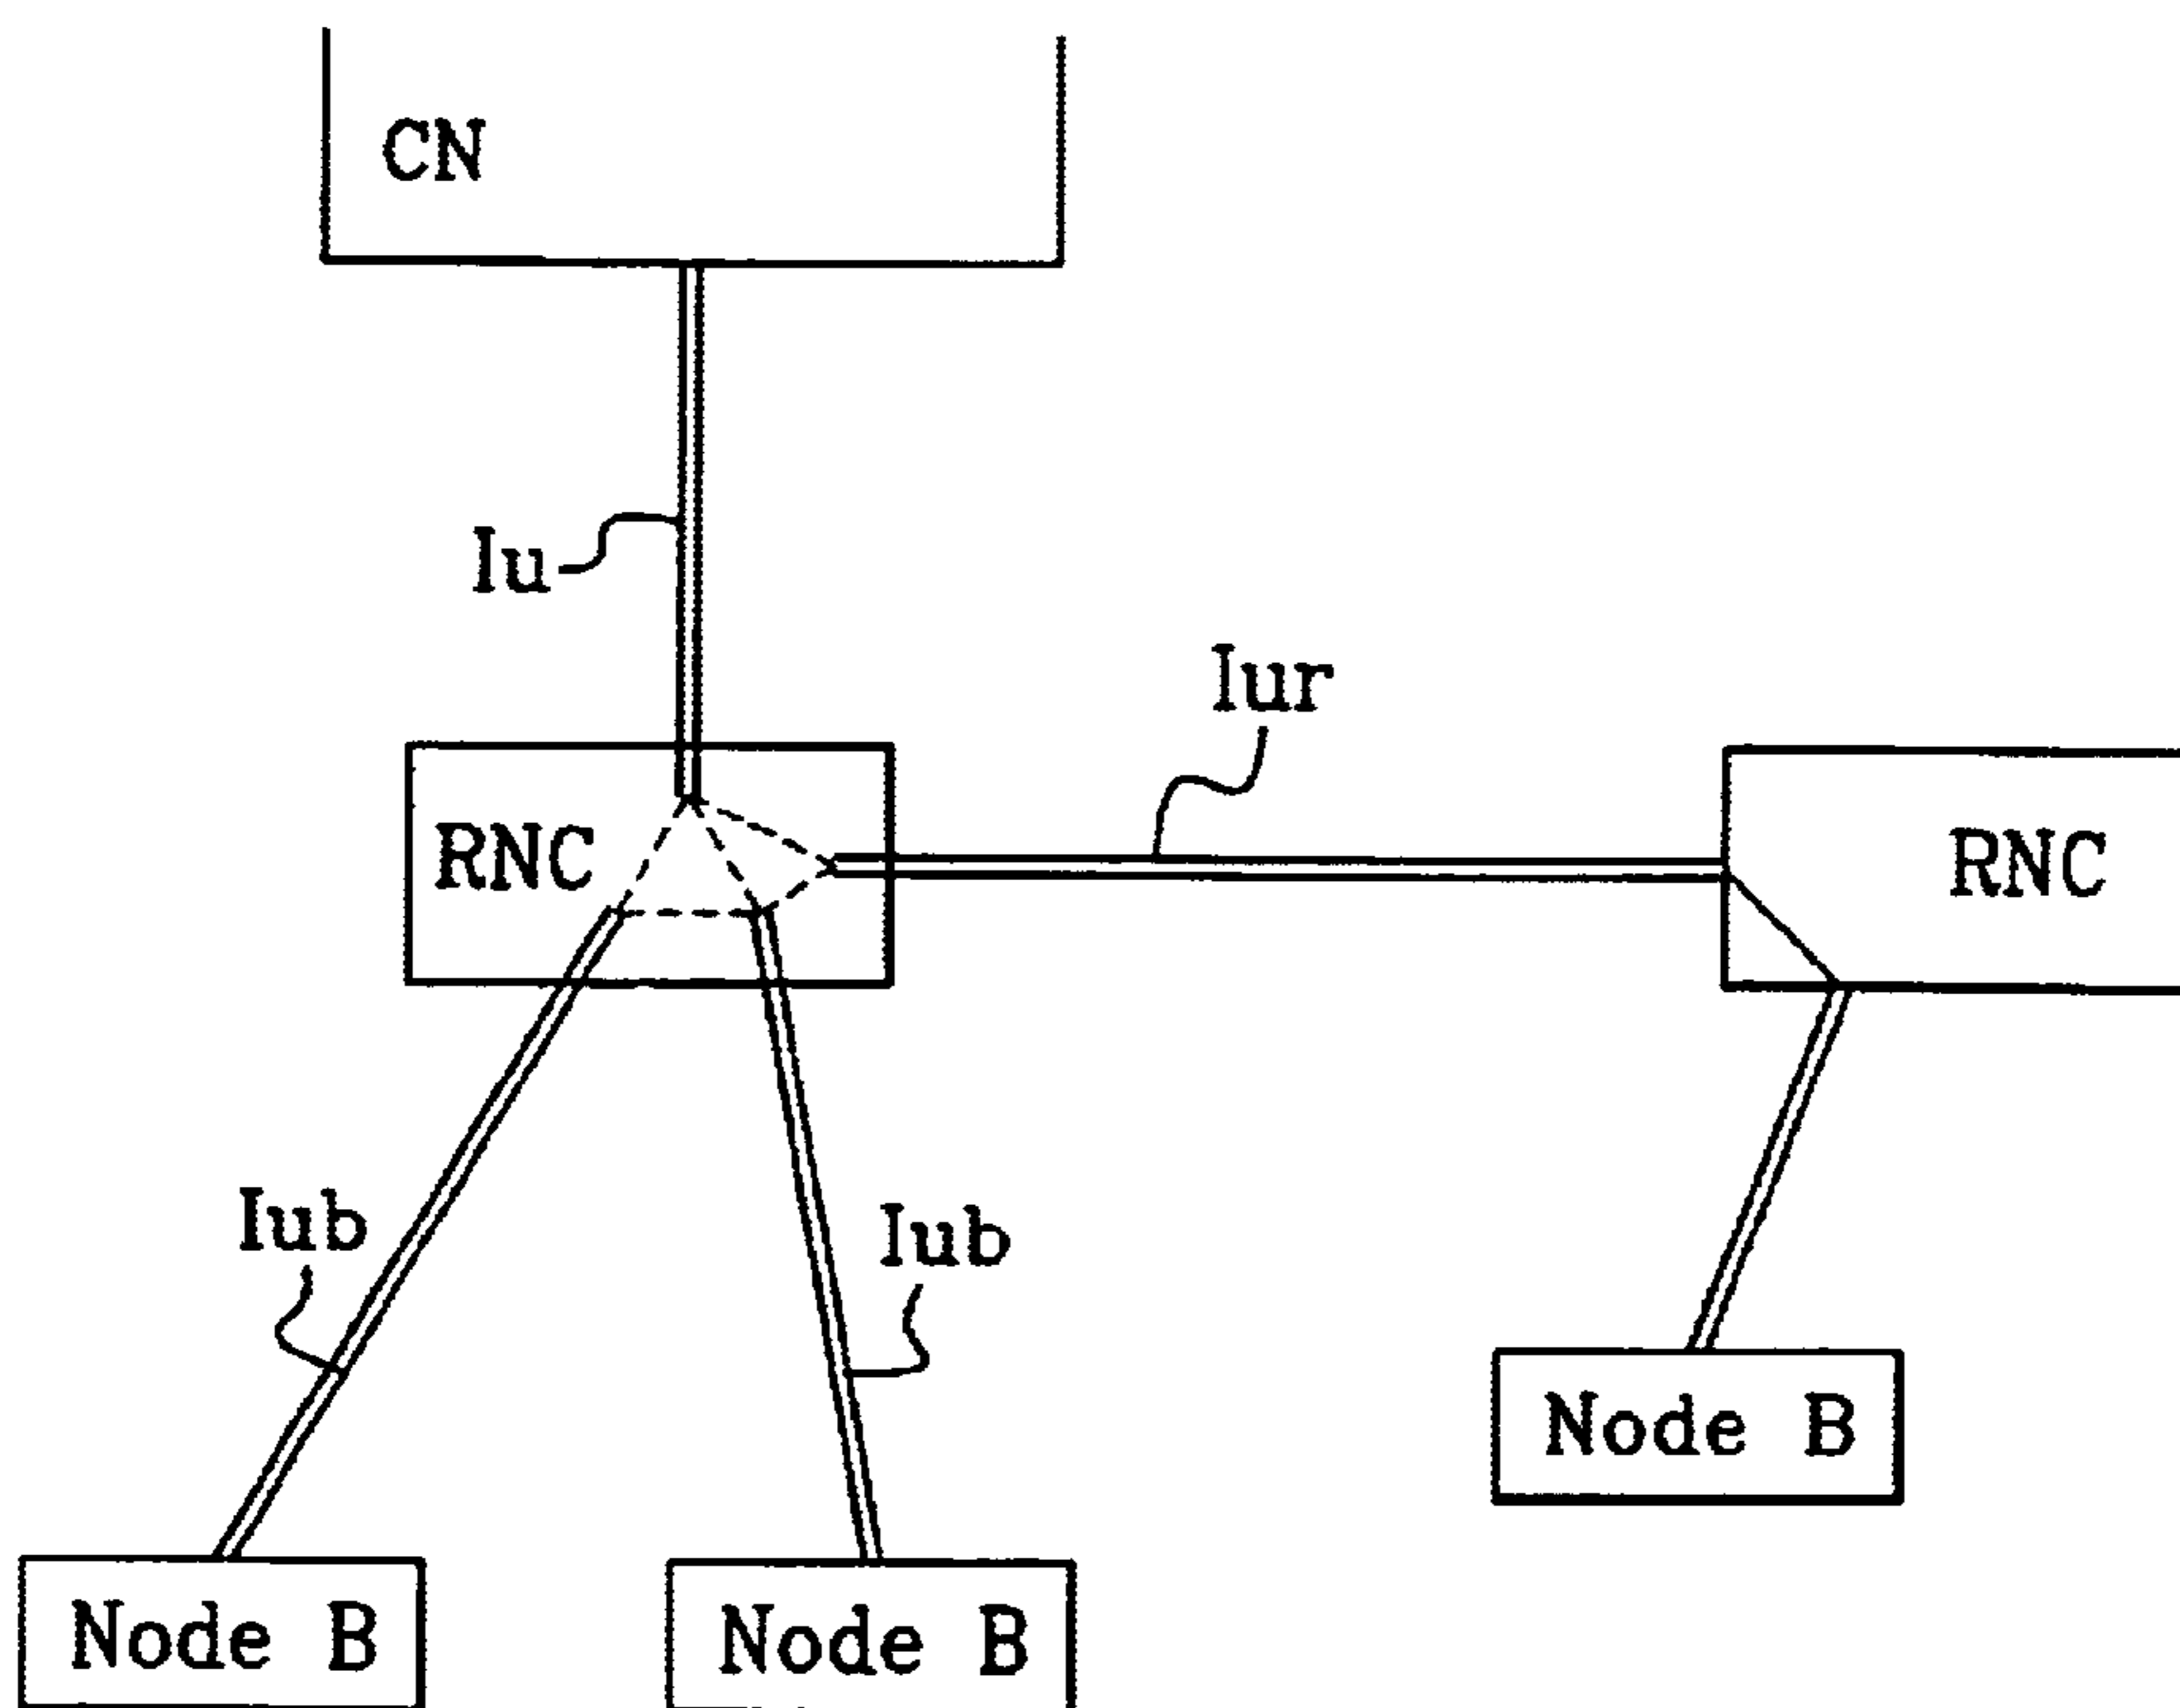 CN
Iu
Iur
RNC
RNC
Iub
Iub
Node B
Node B
Node B